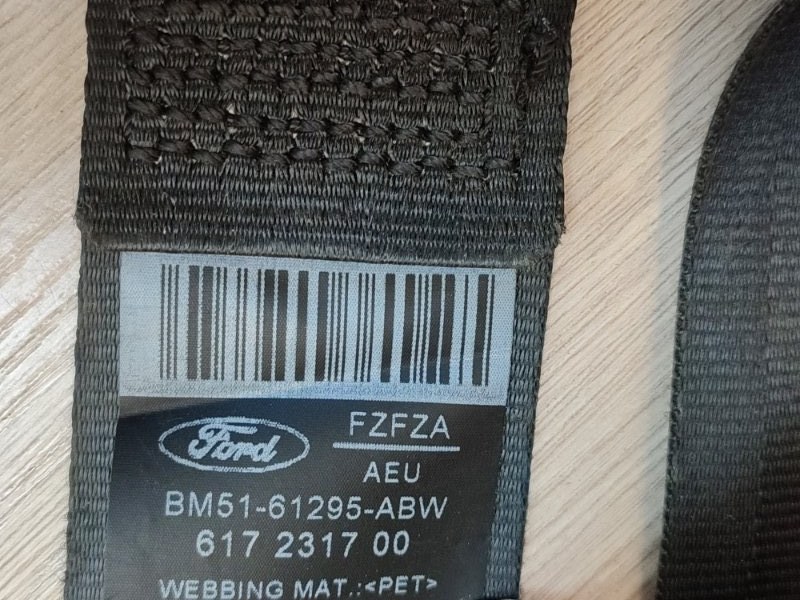 Ford
FZFZA
AEU
BM51-61295-ABW
617 2317 00
WEBBING MAT.:<PET>